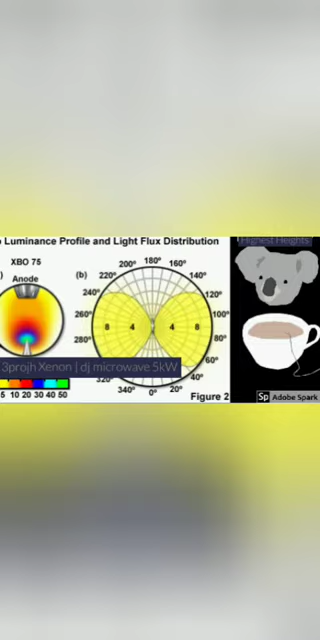 Luminance Profile and Light Flux Distribution
XBO 75
Anode
(b)
180°
200°
160°
220°
140°
240°
120°
260°
100°
280°
80°
60°
40°
340°
20°
0°
8 4 4 8
3projh Xenon | dj microwave 5kW
5 10 20 30 40 50
Figure 2
Highest Heights
Sp Adobe Spark